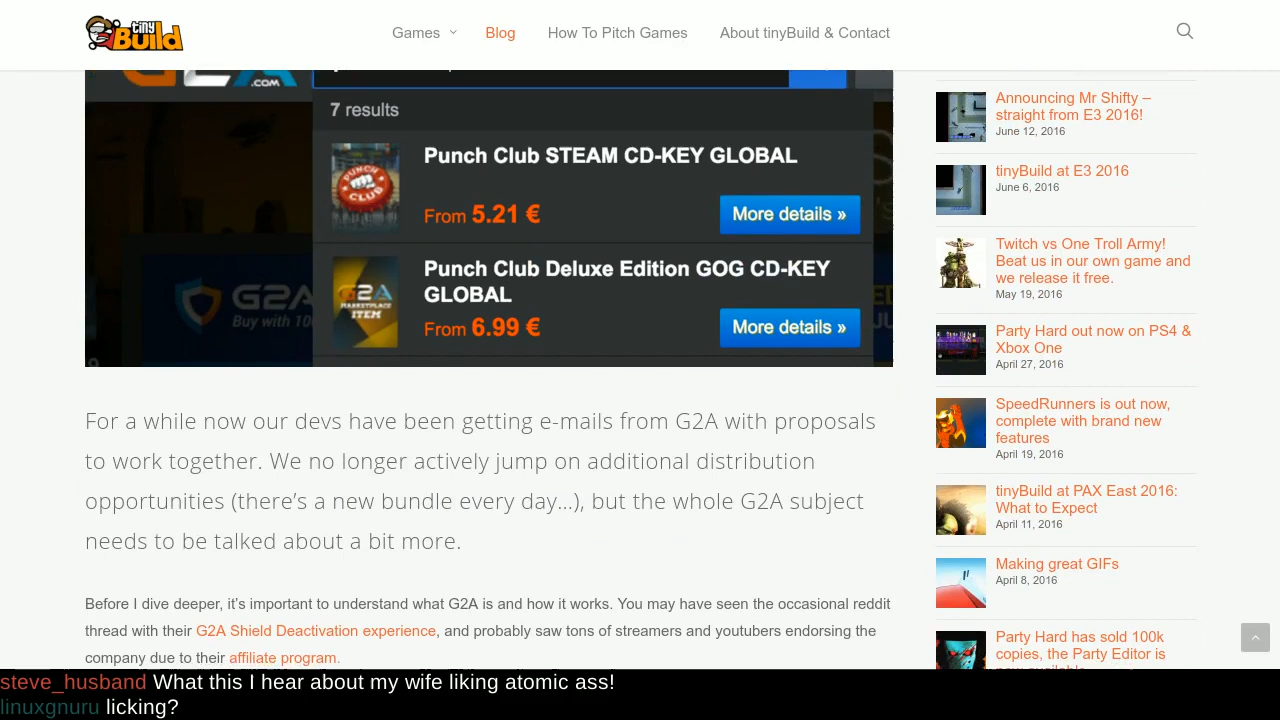 tiny
Build
Games
Blog
How To Pitch Games
About tinyBuild & Contact
G2A
.COM
7 results
Punch Club STEAM CD-KEY GLOBAL
PUNCH
CLUB
From 5.21 €
More details »
Punch Club Deluxe Edition GOG CD-KEY
GLOBAL
G2A
MARKETPLACE
ITEM
From 6.99 €
More details »
G2A
Buy with 10
For a while now our devs have been getting e-mails from G2A with proposals
to work together. We no longer actively jump on additional distribution
opportunities (there’s a new bundle every day…), but the whole G2A subject
needs to be talked about a bit more.
Before I dive deeper, it’s important to understand what G2A is and how it works. You may have seen the occasional reddit
thread with their G2A Shield Deactivation experience, and probably saw tons of streamers and youtubers endorsing the
company due to their affiliate program.
Announcing Mr Shifty –
straight from E3 2016!
June 12, 2016
tinyBuild at E3 2016
June 6, 2016
Twitch vs One Troll Army!
Beat us in our own game and
we release it free.
May 19, 2016
Party Hard out now on PS4 &
Xbox One
April 27, 2016
SpeedRunners is out now,
complete with brand new
features
April 19, 2016
tinyBuild at PAX East 2016:
What to Expect
April 11, 2016
Making great GIFs
April 8, 2016
Party Hard has sold 100k
copies, the Party Editor is
now available
steve_husband What this I hear about my wife liking atomic ass!
linuxgnuru licking?